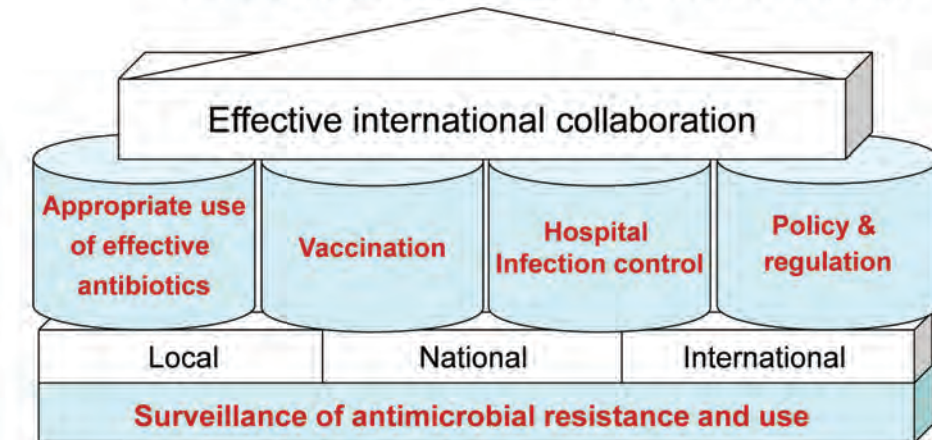 Effective international collaboration
Appropriate use
of effective
antibiotics
Vaccination
Hospital
Infection control
Policy &
regulation
Local
National
International
Surveillance of antimicrobial resistance and use